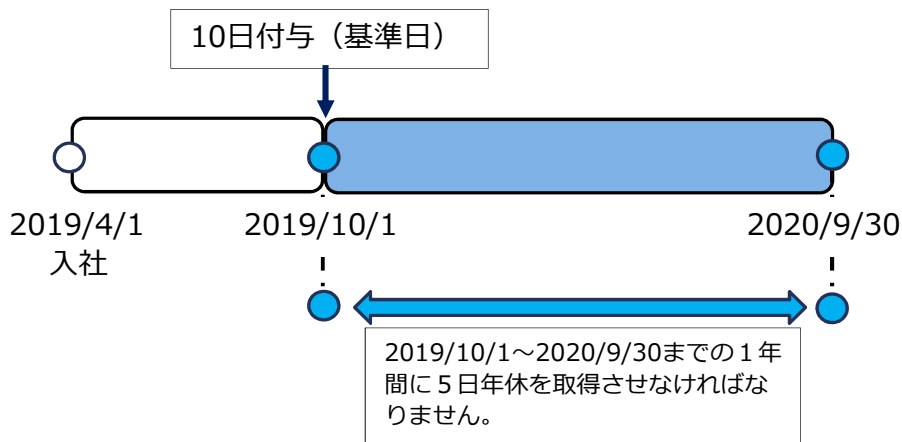 10日付与（基準日）
2019/4/1
入社
2019/10/1
2020/9/30
2019/10/1～2020/9/30までの１年
間に５日年休を取得させなければな
りません。